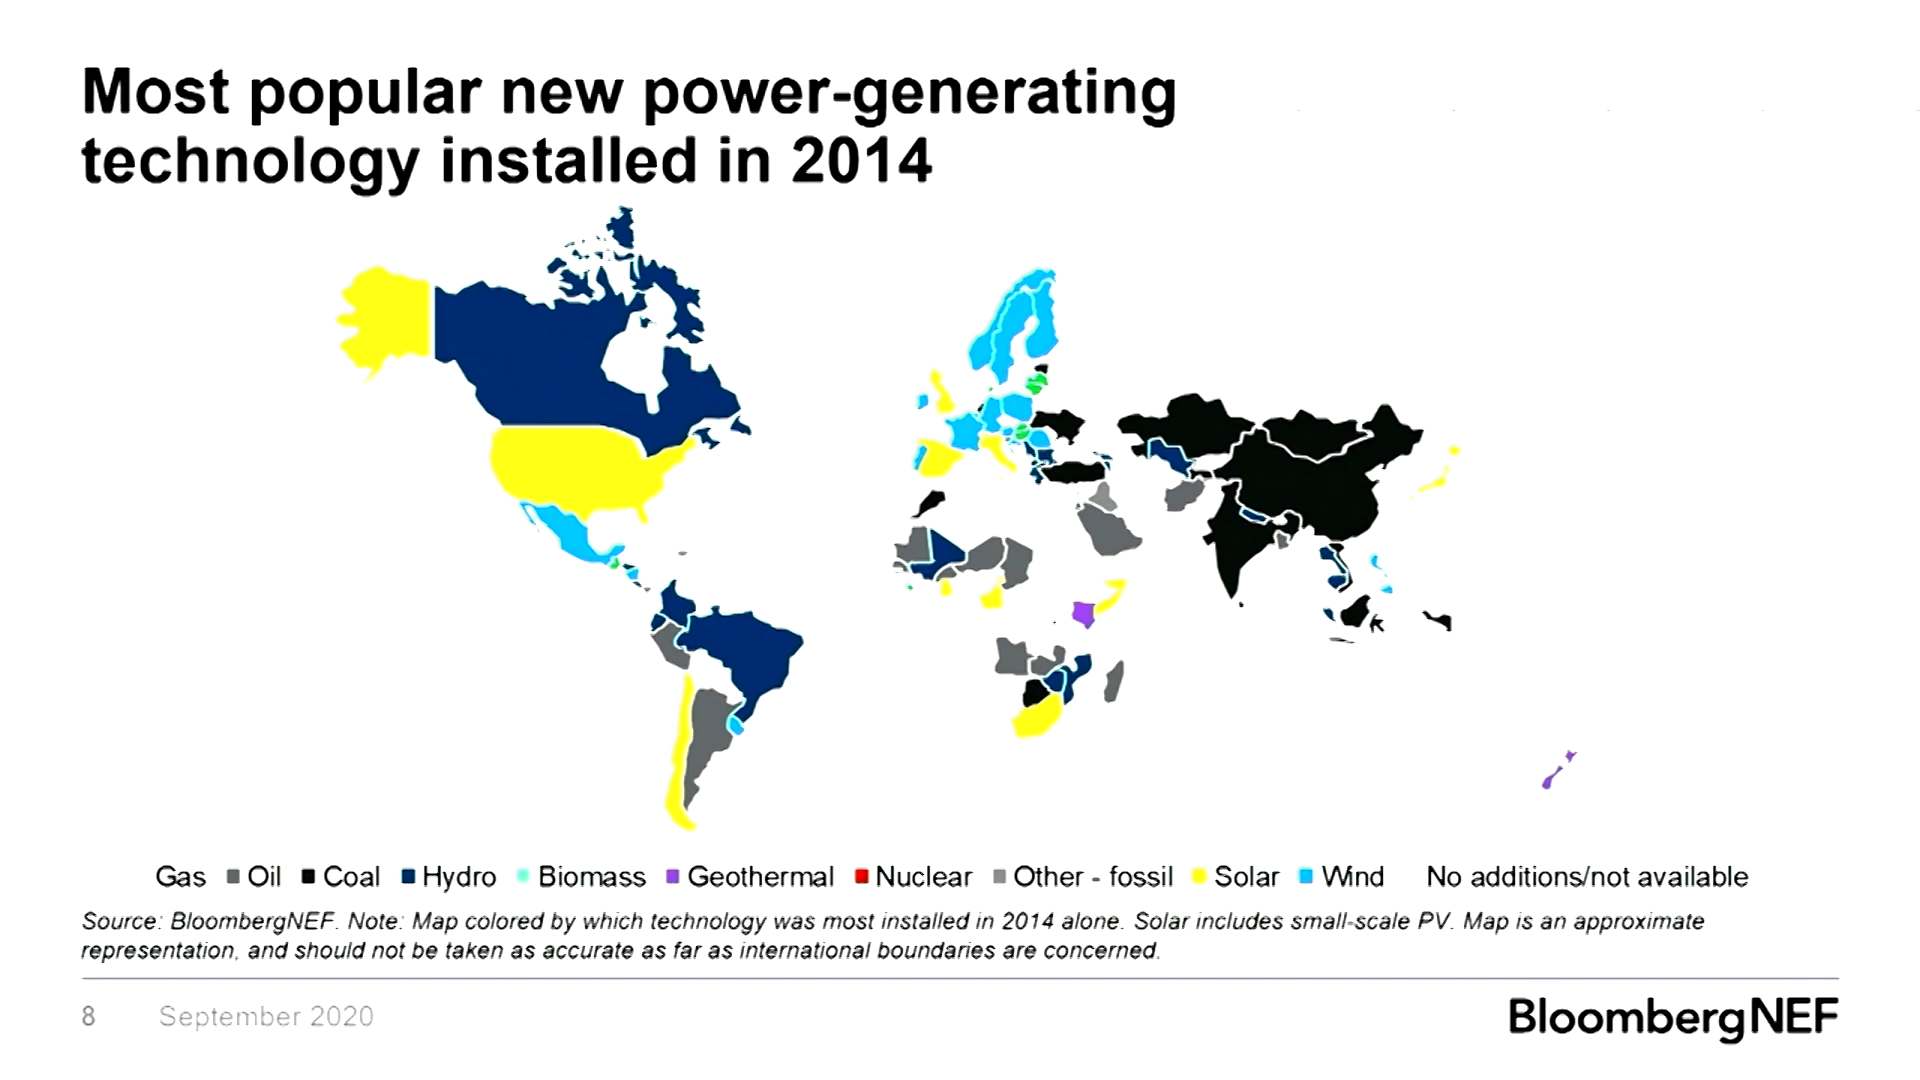 Most popular new power-generating
technology installed in 2014
Gas Oil Coal Hydro Biomass Geothermal Nuclear Other - fossil Solar Wind No additions/not available
Source: BloombergNEF. Note: Map colored by which technology was most installed in 2014 alone. Solar includes small-scale PV. Map is an approximate
representation, and should not be taken as accurate as far as international boundaries are concerned.
8 September 2020 BloombergNEF